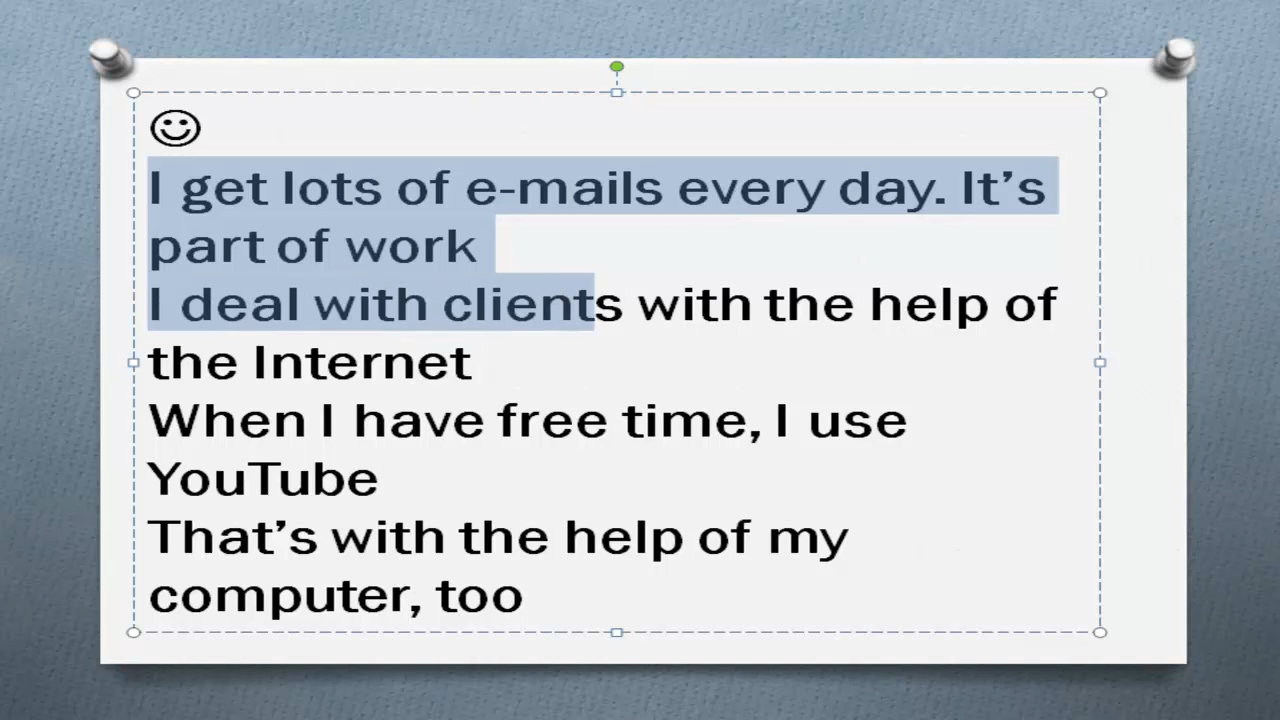 ☺
I get lots of e-mails every day. It’s
part of work
I deal with clients with the help of
the Internet
When I have free time, I use
YouTube
That’s with the help of my
computer, too